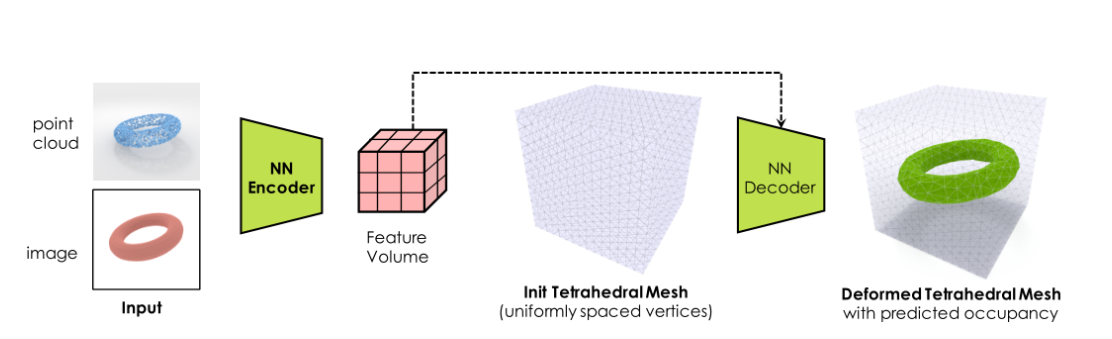 point
cloud
image
Input
NN
Encoder
Feature
Volume
Init Tetrahedral Mesh
(uniformly spaced vertices)
NN
Decoder
Deformed Tetrahedral Mesh
with predicted occupancy